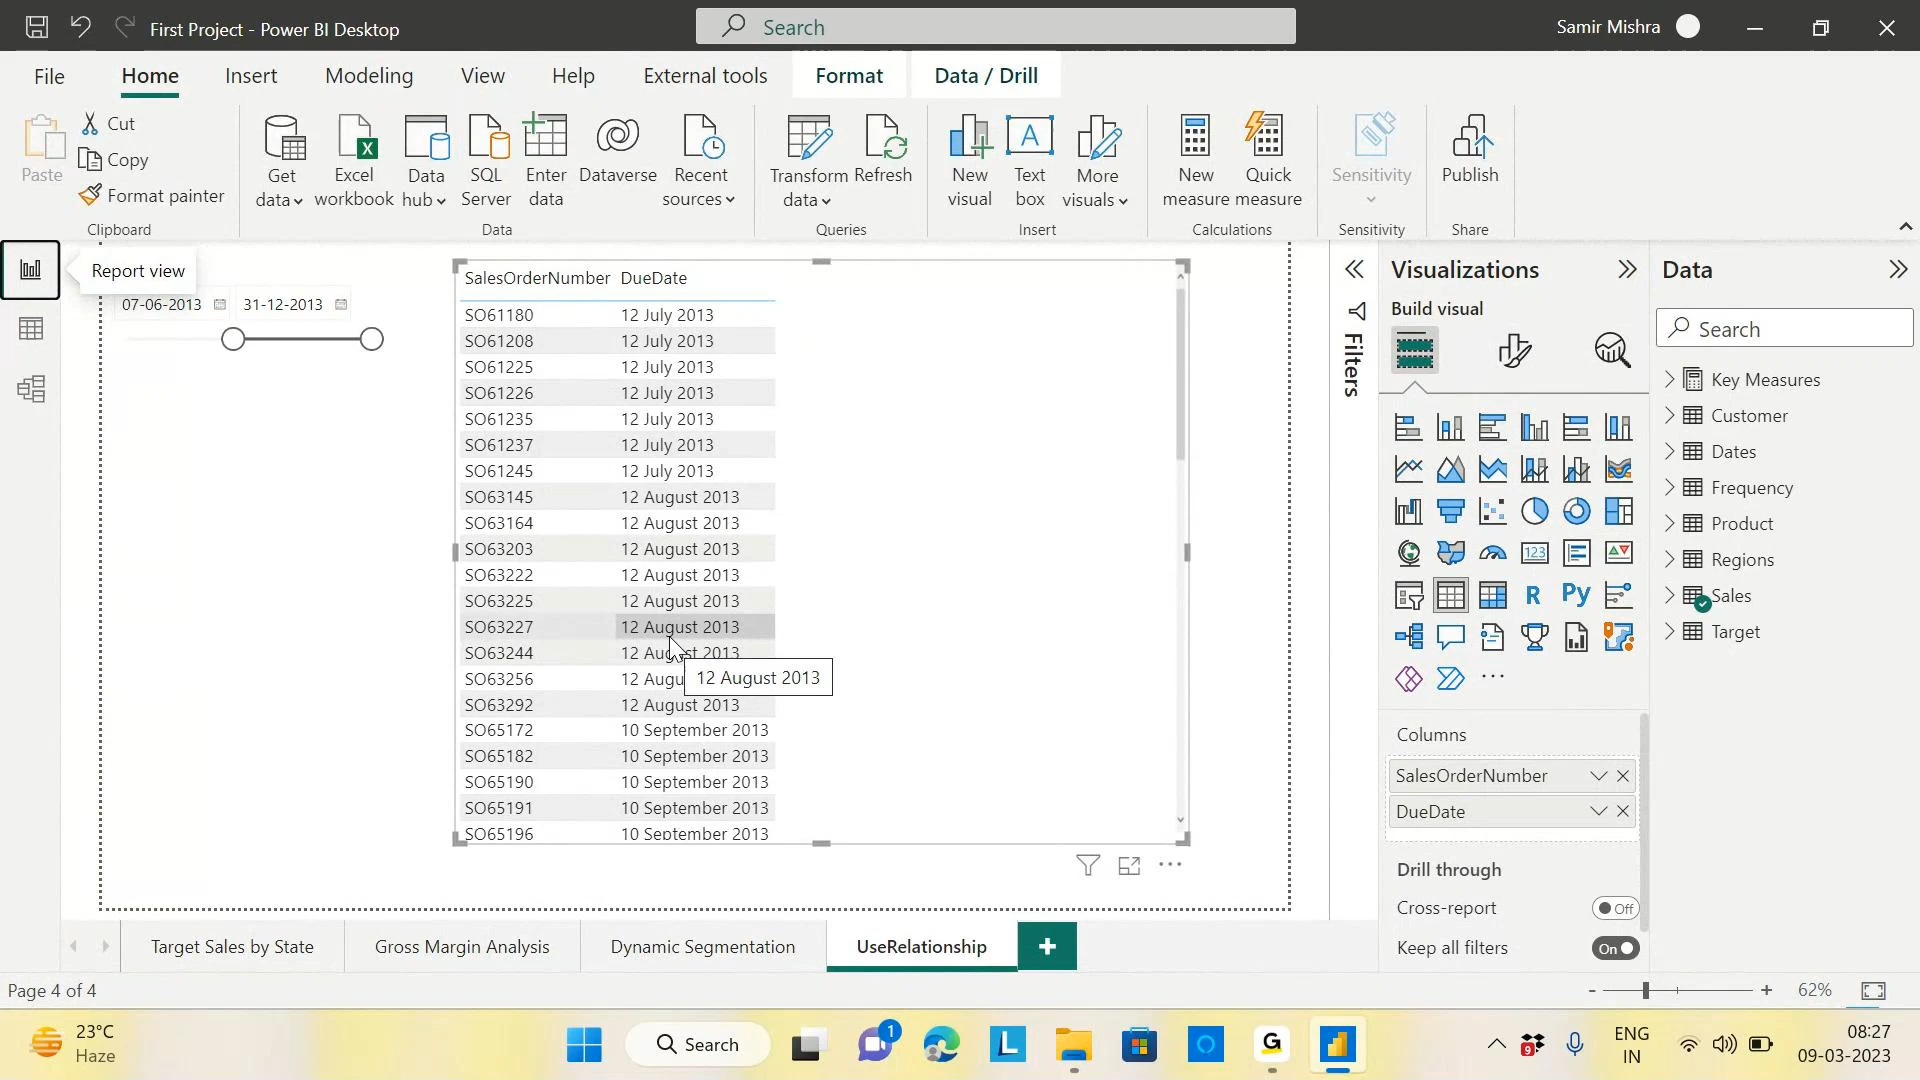 First Project - Power BI Desktop
Search
Samir Mishra
File
Home
Insert
Modeling
View
Help
External tools
Format
Data / Drill
Paste
Cut
Copy
Format painter
Clipboard
Get data
Excel workbook
Data hub
SQL Server
Enter data
Dataverse
Recent sources
Data
Transform data
Refresh
Queries
New visual
Text box
More visuals
Insert
New measure
Quick measure
Calculations
Sensitivity
Sensitivity
Publish
Share
Report view
07-06-2013
31-12-2013
SalesOrderNumber DueDate
SO61180 12 July 2013
SO61208 12 July 2013
SO61225 12 July 2013
SO61226 12 July 2013
SO61235 12 July 2013
SO61237 12 July 2013
SO61245 12 July 2013
SO63145 12 August 2013
SO63164 12 August 2013
SO63203 12 August 2013
SO63222 12 August 2013
SO63225 12 August 2013
SO63227 12 August 2013
SO63244 12 August 2013
SO63256 12 Augu
12 August 2013
SO63292 12 August 2013
SO65172 10 September 2013
SO65182 10 September 2013
SO65190 10 September 2013
SO65191 10 September 2013
SO65196 10 September 2013
Filters
Visualizations
Build visual
123
R
Py
Columns
SalesOrderNumber
DueDate
Drill through
Cross-report
Off
Keep all filters
On
Data
Search
Key Measures
Customer
Dates
Frequency
Product
Regions
Sales
Target
Target Sales by State
Gross Margin Analysis
Dynamic Segmentation
UseRelationship
Page 4 of 4
62%
23°C
Haze
Search
1
L
G
9
ENG
IN
08:27
09-03-2023